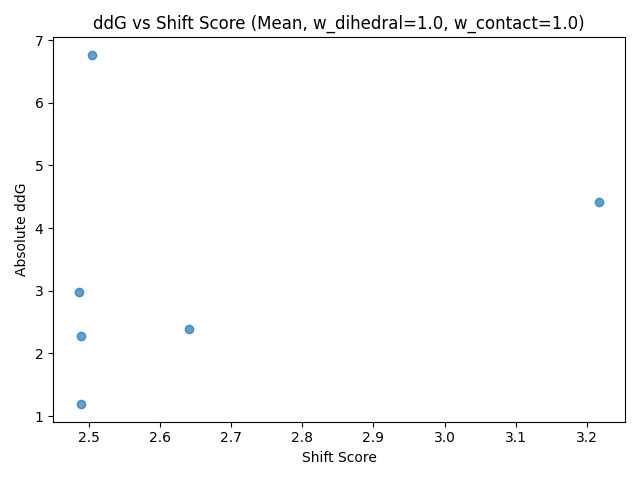 ddG vs Shift Score (Mean, w_dihedral=1.0, w_contact=1.0)
7
6
5
4
3
2
1
Absolute ddG
2.5 2.6 2.7 2.8 2.9 3.0 3.1 3.2
Shift Score